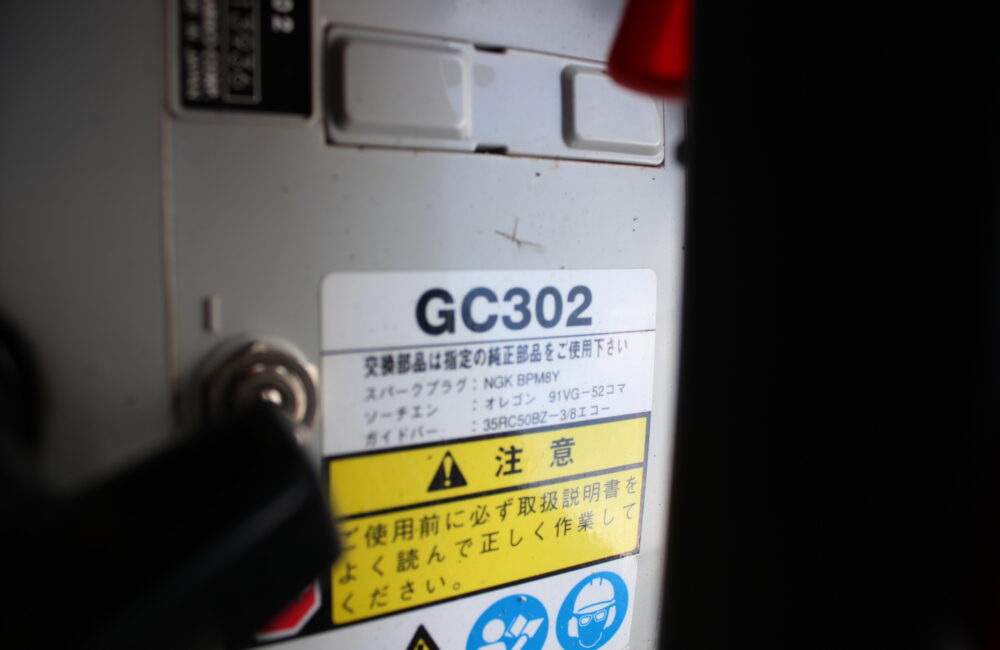 02
3936
GC302
交換部品は指定の純正部品をご使用下さい
スパークプラグ：NGK BPM8Y
ソーチエン ：オレゴン 91VG－52コマ
ガイドバー ：35RC50BZ－3/8エコー
注意
ご使用前に必ず取扱説明書を
よく読んで正しく作業して
ください。